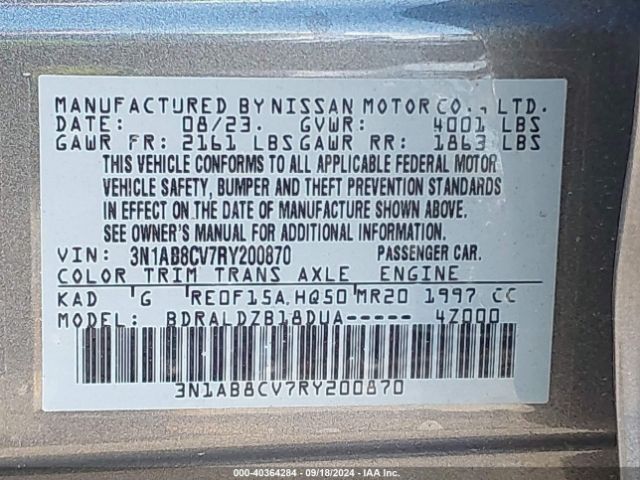 MANUFACTURED BY NISSAN MOTOR CO., LTD.
DATE: 08/23. GVWR: 4001 LBS
GAWR FR: 2161 LBS GAWR RR: 1863 LBS
THIS VEHICLE CONFORMS TO ALL APPLICABLE FEDERAL MOTOR
VEHICLE SAFETY, BUMPER AND THEFT PREVENTION STANDARDS
IN EFFECT ON THE DATE OF MANUFACTURE SHOWN ABOVE.
SEE OWNER'S MANUAL FOR ADDITIONAL INFORMATION.
VIN: 3N1AB8CV7RY200870 PASSENGER CAR.
COLOR TRIM TRANS AXLE ENGINE
KAD G RE0F15A. HQ50 MR20 1997 CC
MODEL: BDRALDZB18DUA----- 4Z000
3N1AB8CV7RY200870
002-40364284 | 09/18/2024 | IAA Inc.